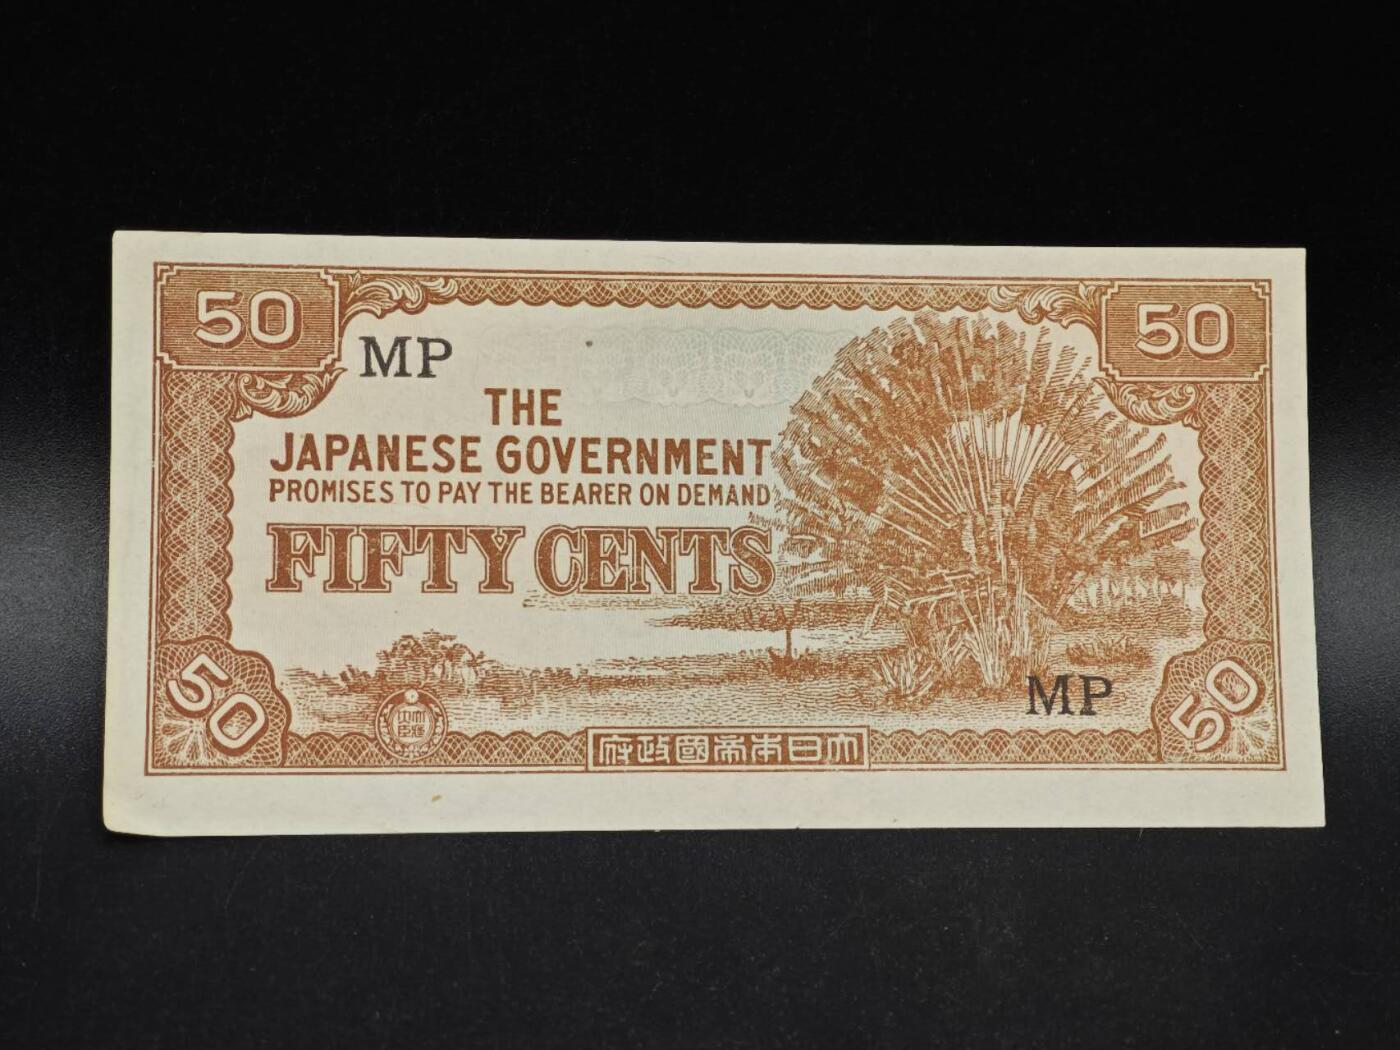 50
50
MP
THE
JAPANESE GOVERNMENT
PROMISES TO PAY THE BEARER ON DEMAND
FIFTY CENTS
MP
50
50
府政國帝本日大